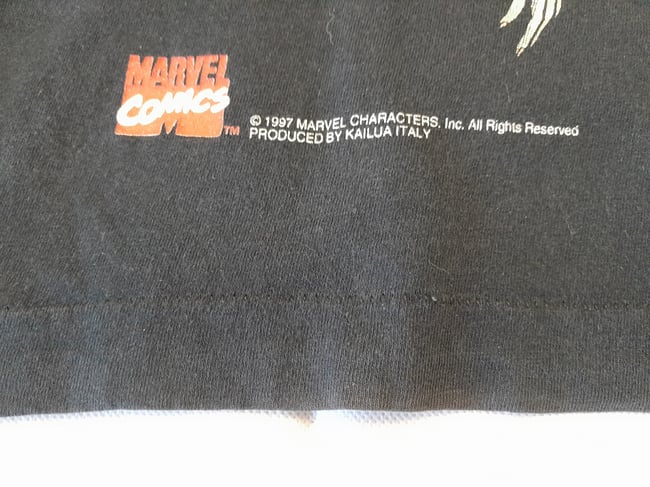 MARVEL
COMICS
TM
© 1997 MARVEL CHARACTERS, Inc. All Rights Reserved
PRODUCED BY KAILUA ITALY